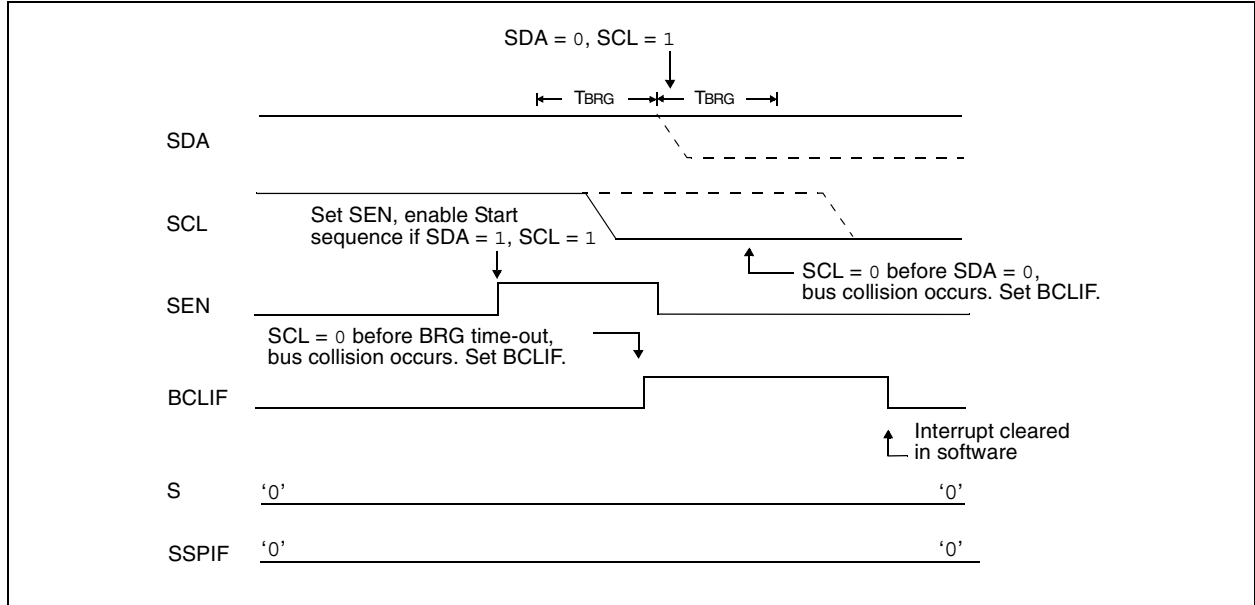 SDA = 0, SCL = 1
TBRG TBRG
SDA
SCL
Set SEN, enable Start
sequence if SDA = 1, SCL = 1
SCL = 0 before SDA = 0,
bus collision occurs. Set BCLIF.
SEN
SCL = 0 before BRG time-out,
bus collision occurs. Set BCLIF.
BCLIF
Interrupt cleared
in software
S
‘0’ ‘0’
SSPIF
‘0’ ‘0’